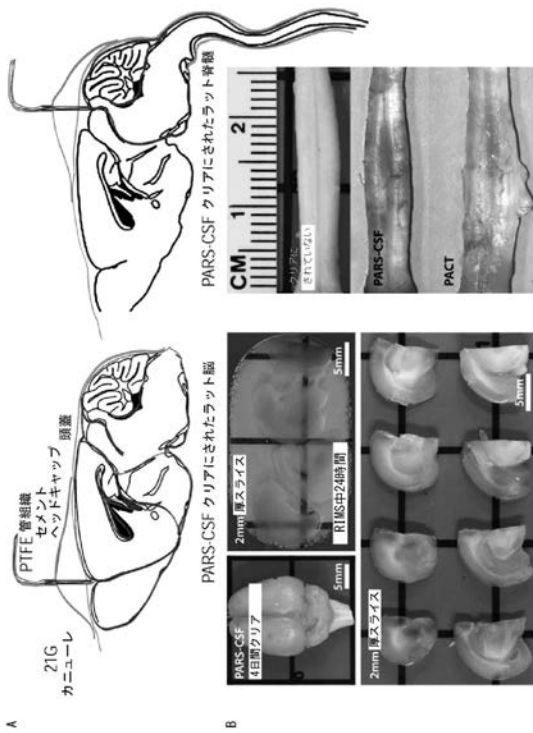 A
21G
カニューレ
PTFE 管組織
セメント
ヘッドキャップ
頭蓋
B
PARS-CSF クリアにされたラット脳
PARS-CSF クリアにされたラット脊髄
PARS-CSF
4日間クリア
5mm
2mm 厚スライス
RIMS中24時間
5mm
2mm 厚スライス
5mm
CM 1 2
クリアに
されていない
PARS-CSF
PACT